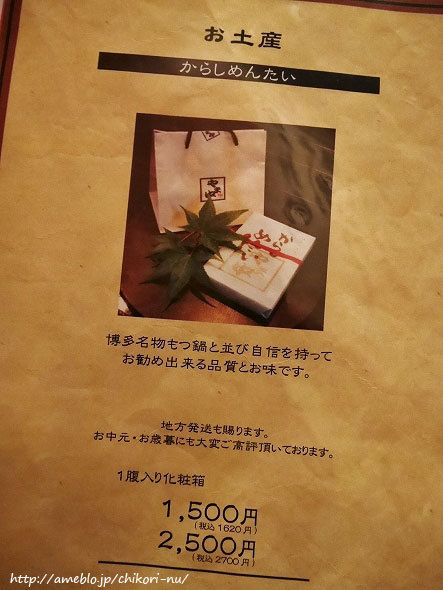 お土産
からしめんたい
博多名物もつ鍋と並び自信を持って
お勧め出来る品質とお味です。
地方発送も賜ります。
お中元・お歳暮にも大変ご高評頂いております。
1腹入り化粧箱
1,500円
(税込1620円)
2,500円
(税込2700円)
http://ameblo.jp/chikori-nu/